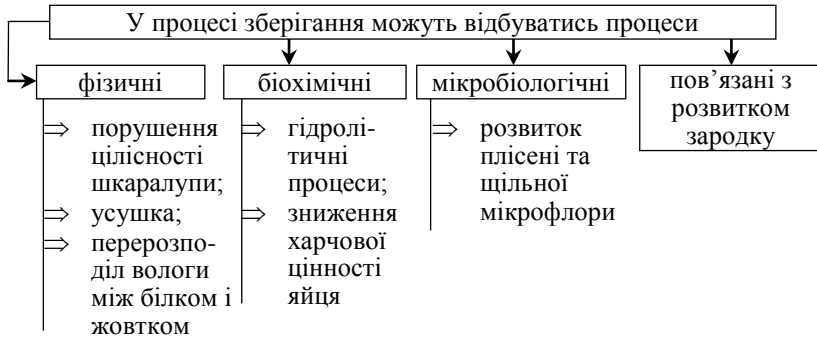 У процесі зберігання можуть відбуватись процеси
фізичні
⇒ порушення
цілісності
шкаралупи;
⇒ усушка;
⇒ перерозпо-
діл вологи
між білком і
жовтком
біохімічні
⇒ гідролі-
тичні
процеси;
⇒ зниження
харчової
цінності
яйця
мікробіологічні
⇒ розвиток
плісені та
щільної
мікрофлори
пов’язані з
розвитком
зародку